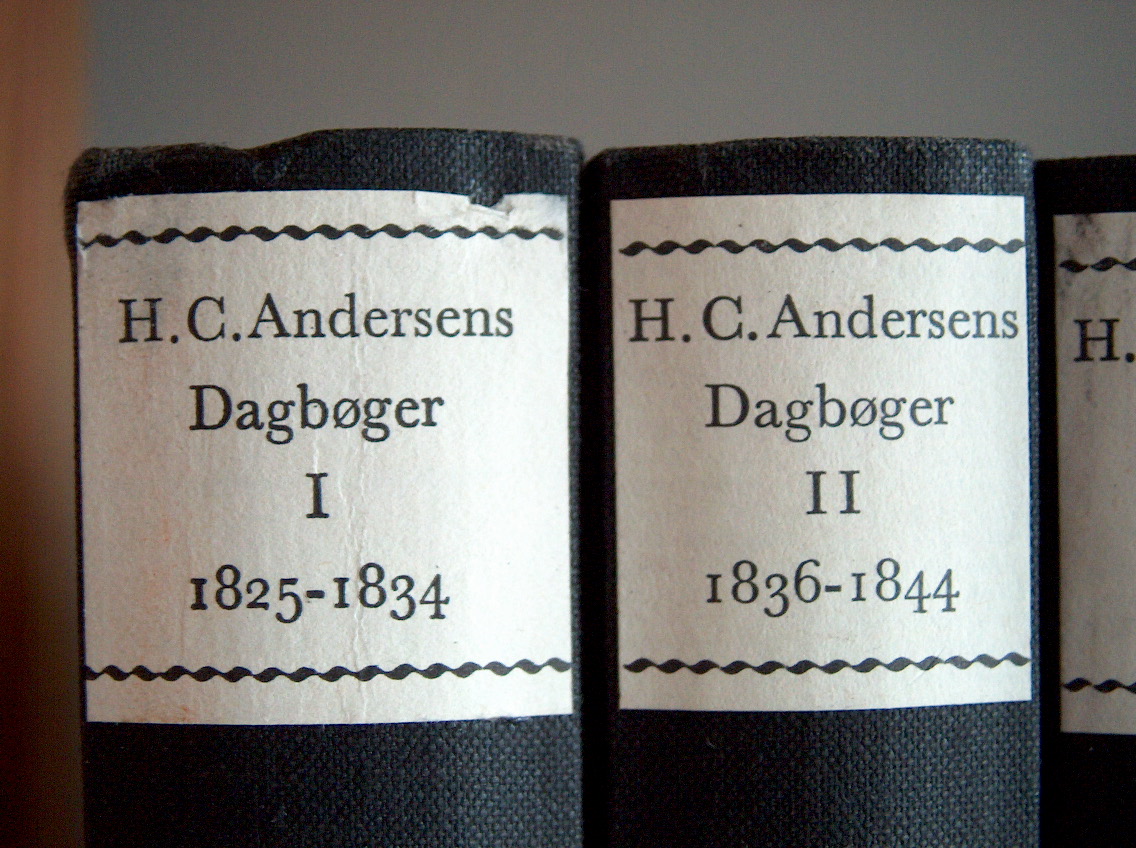 H. C. Andersens
Dagbøger
I
1825-1834
H. C. Andersens
Dagbøger
II
1836-1844
H.